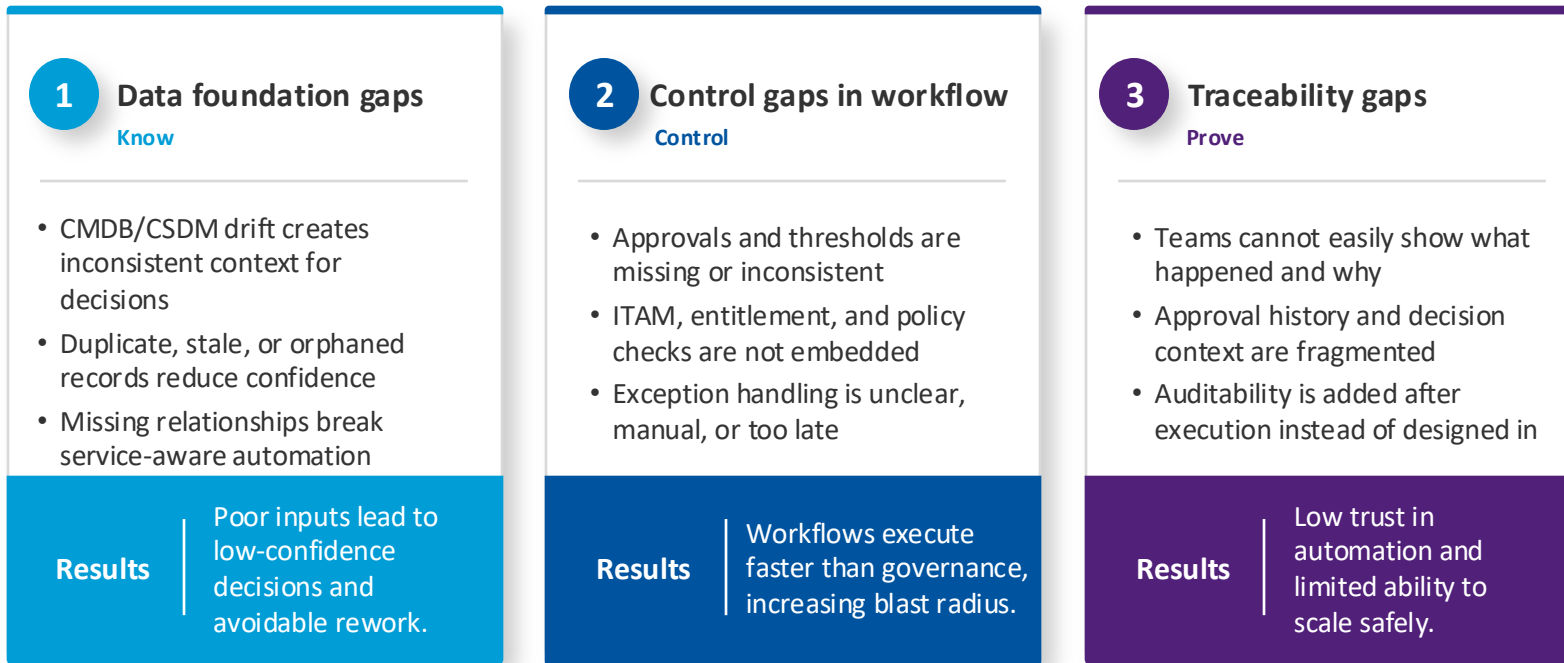 1
Data foundation gaps
Know
• CMDB/CSDM drift creates
inconsistent context for
decisions
• Duplicate, stale, or orphaned
records reduce confidence
• Missing relationships break
service-aware automation
Results
Poor inputs lead to
low-confidence
decisions and
avoidable rework.
2
Control gaps in workflow
Control
• Approvals and thresholds are
missing or inconsistent
• ITAM, entitlement, and policy
checks are not embedded
• Exception handling is unclear,
manual, or too late
Results
Workflows execute
faster than governance,
increasing blast radius.
3
Traceability gaps
Prove
• Teams cannot easily show what
happened and why
• Approval history and decision
context are fragmented
• Auditability is added after
execution instead of designed in
Results
Low trust in
automation and
limited ability to
scale safely.